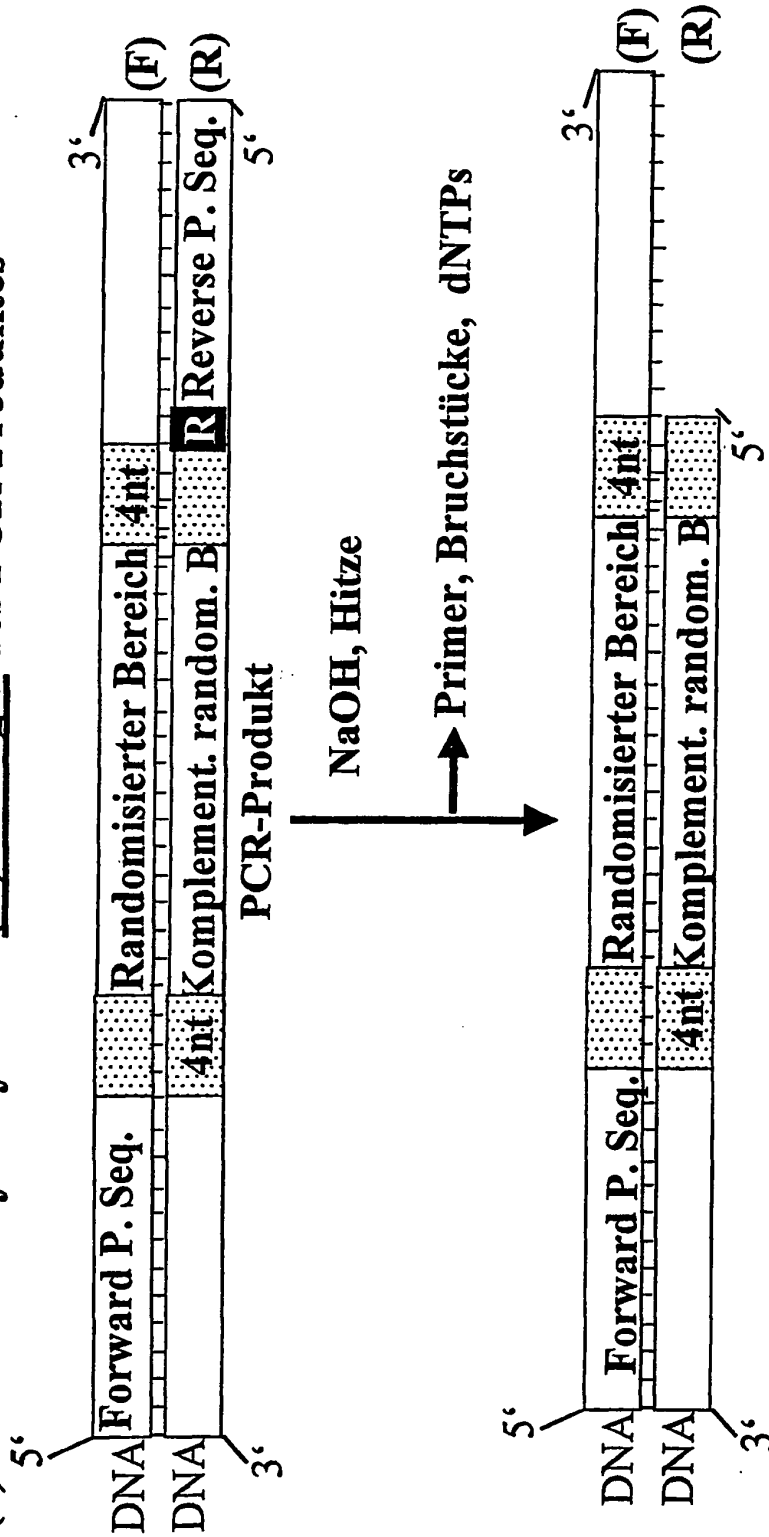 5‘
3‘
DNA Forward P. Seq. Randomisierter Bereich 4nt (F)
DNA 4nt Komplement. random. B R Reverse P. Seq. (R)
3‘
5‘
PCR-Produkt
NaOH, Hitze
Primer, Bruchstücke, dNTPs
5‘
3‘
DNA Forward P. Seq. Randomisierter Bereich 4nt (F)
DNA 4nt Komplement. random. B (R)
3‘
5‘